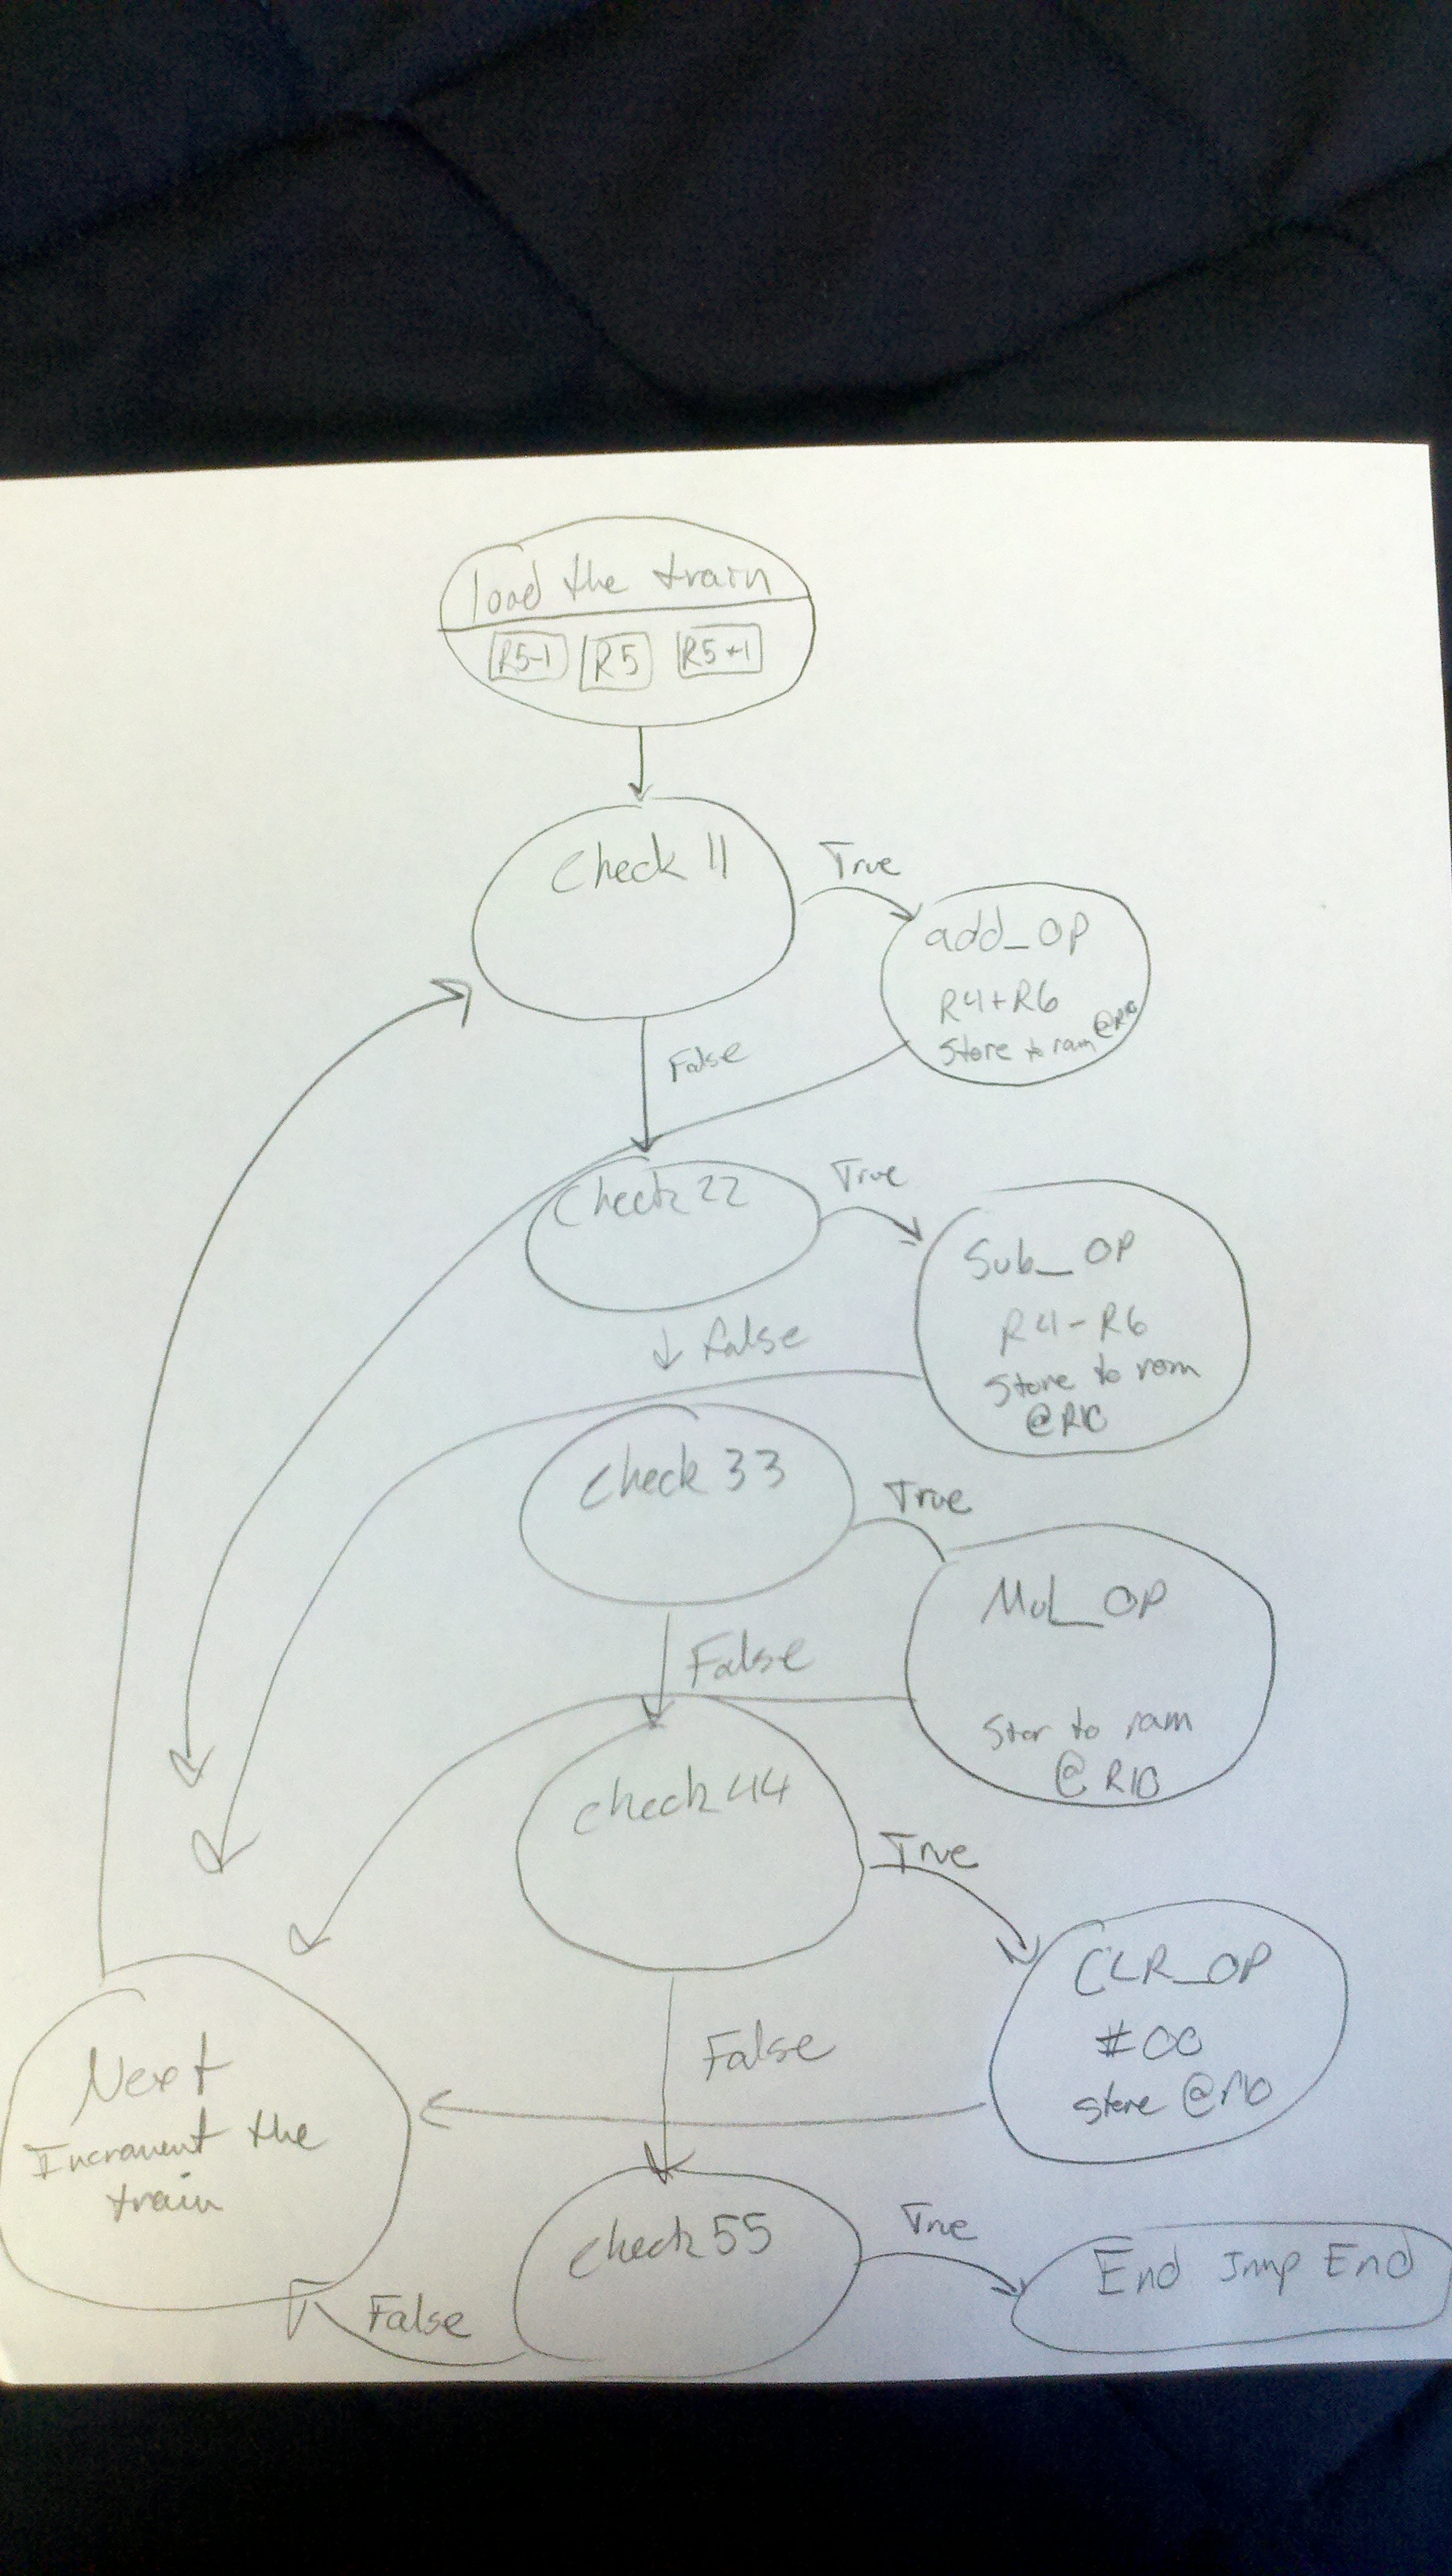 load the train
R5-1 R5 R5+1
Check 11
True
add_OP
R4+R6
Store to ram @R10
False
Check 22
True
Sub_OP
R4-R6
Store to ram
@R10
False
Check 33
True
Mul_OP
Stor to ram
@R10
False
Check 44
True
CLR_OP
#00
store @r10
False
Next
Increment the
train
Check 55
True
End Jmp End
False